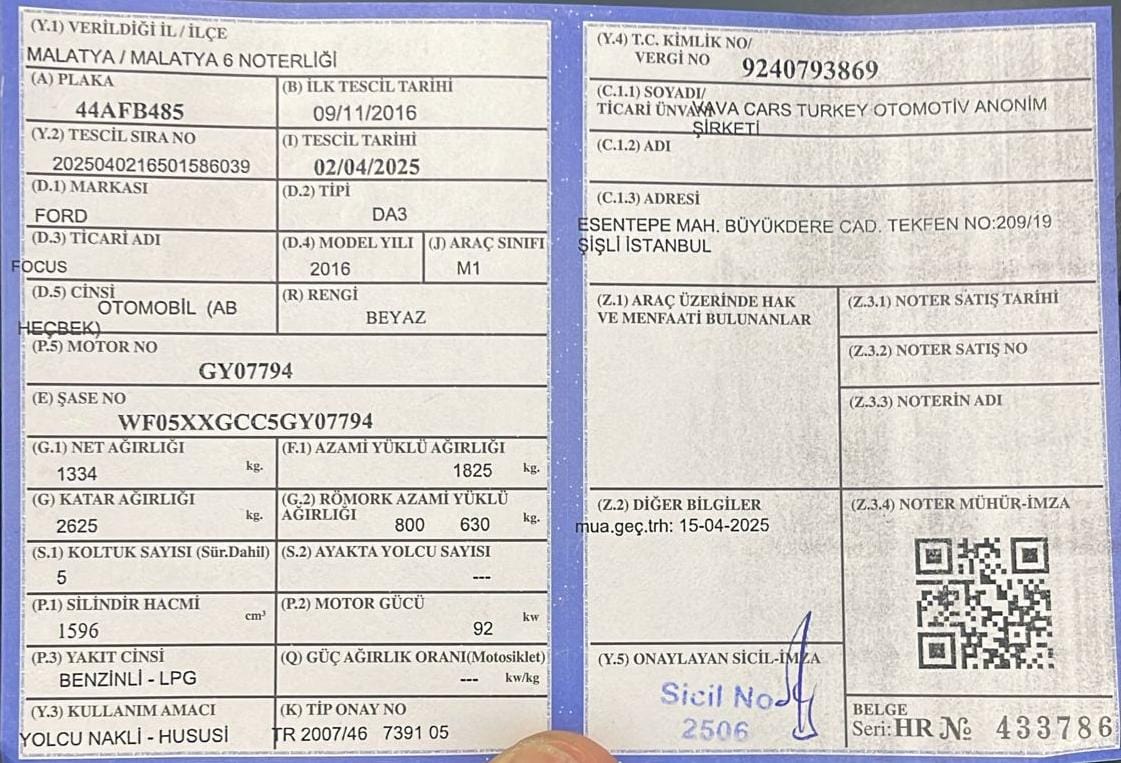 (Y.1) VERİLDİĞİ İL / İLÇE
MALATYA / MALATYA 6 NOTERLİĞİ
(A) PLAKA
44AFB485
(B) İLK TESCİL TARİHİ
09/11/2016
(Y.2) TESCİL SIRA NO
2025040216501586039
(I) TESCİL TARİHİ
02/04/2025
(D.1) MARKASI
FORD
(D.2) TİPİ
DA3
(D.3) TİCARİ ADI
FOCUS
(D.4) MODEL YILI
2016
(J) ARAÇ SINIFI
M1
(D.5) CİNSİ
OTOMOBİL (AB
HEÇBEK)
(R) RENGİ
BEYAZ
(P.5) MOTOR NO
GY07794
(E) ŞASE NO
WF05XXGCC5GY07794
(G.1) NET AĞIRLIĞI
1334 kg.
(F.1) AZAMİ YÜKLÜ AĞIRLIĞI
1825 kg.
(G) KATAR AĞIRLIĞI
2625 kg.
(G.2) RÖMORK AZAMİ YÜKLÜ
AĞIRLIĞI 800 630 kg.
(S.1) KOLTUK SAYISI (Sür.Dahil)
5
(S.2) AYAKTA YOLCU SAYISI
---
(P.1) SİLİNDİR HACMİ
1596 cm³
(P.2) MOTOR GÜCÜ
92 kw
(P.3) YAKIT CİNSİ
BENZİNLİ - LPG
(Q) GÜÇ AĞIRLIK ORANI(Motosiklet)
--- kw/kg
(Y.3) KULLANIM AMACI
YOLCU NAKLİ - HUSUSİ
(K) TİP ONAY NO
TR 2007/46 7391 05
(Y.4) T.C. KİMLİK NO/
VERGİ NO 9240793869
(C.1.1) SOYADI/
TİCARİ ÜNVANI VAVA CARS TURKEY OTOMOTİV ANONİM
ŞİRKETİ
(C.1.2) ADI
(C.1.3) ADRESİ
ESENTEPE MAH. BÜYÜKDERE CAD. TEKFEN NO:209/19
ŞİŞLİ İSTANBUL
(Z.1) ARAÇ ÜZERİNDE HAK
VE MENFAATİ BULUNANLAR
(Z.3.1) NOTER SATIŞ TARİHİ
(Z.3.2) NOTER SATIŞ NO
(Z.3.3) NOTERİN ADI
(Z.2) DİĞER BİLGİLER
mua.geç.trh: 15-04-2025
(Z.3.4) NOTER MÜHÜR-İMZA
(Y.5) ONAYLAYAN SİCİL-İMZA
Sicil No
2506
BELGE
Seri: HR № 433786